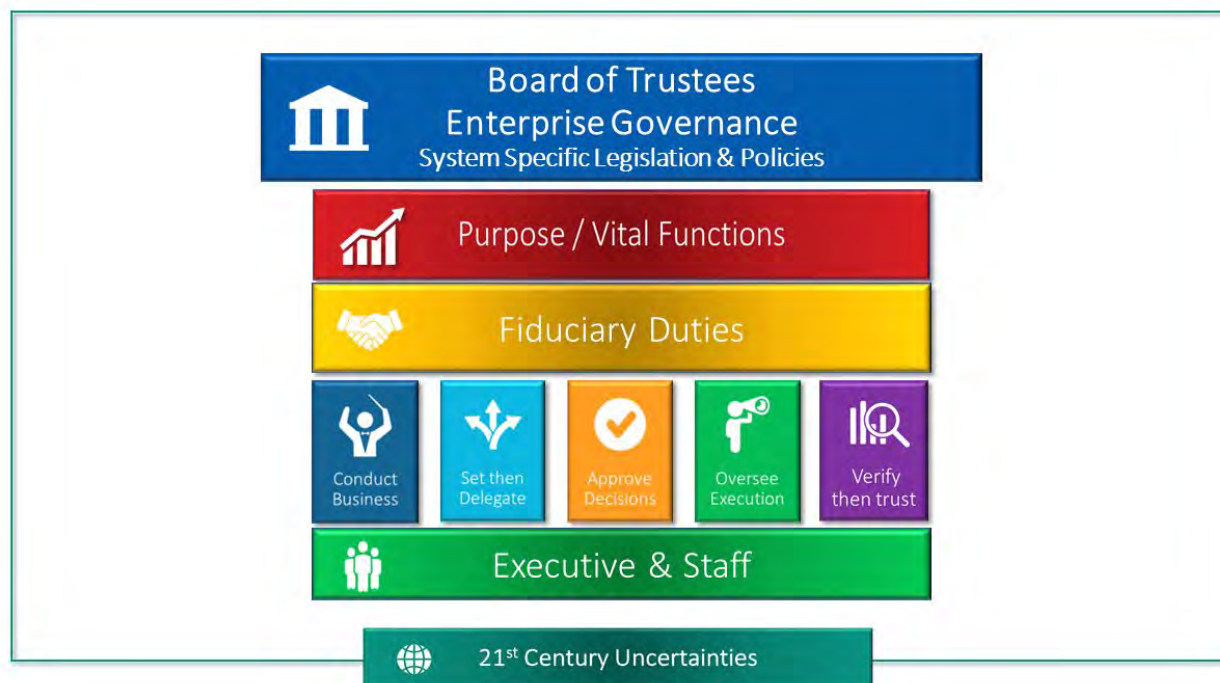 Board of Trustees
Enterprise Governance
System Specific Legislation & Policies
Purpose / Vital Functions
Fiduciary Duties
Conduct
Business
Set then
Delegate
Approve
Decisions
Oversee
Execution
Verify
then trust
Executive & Staff
21st Century Uncertainties